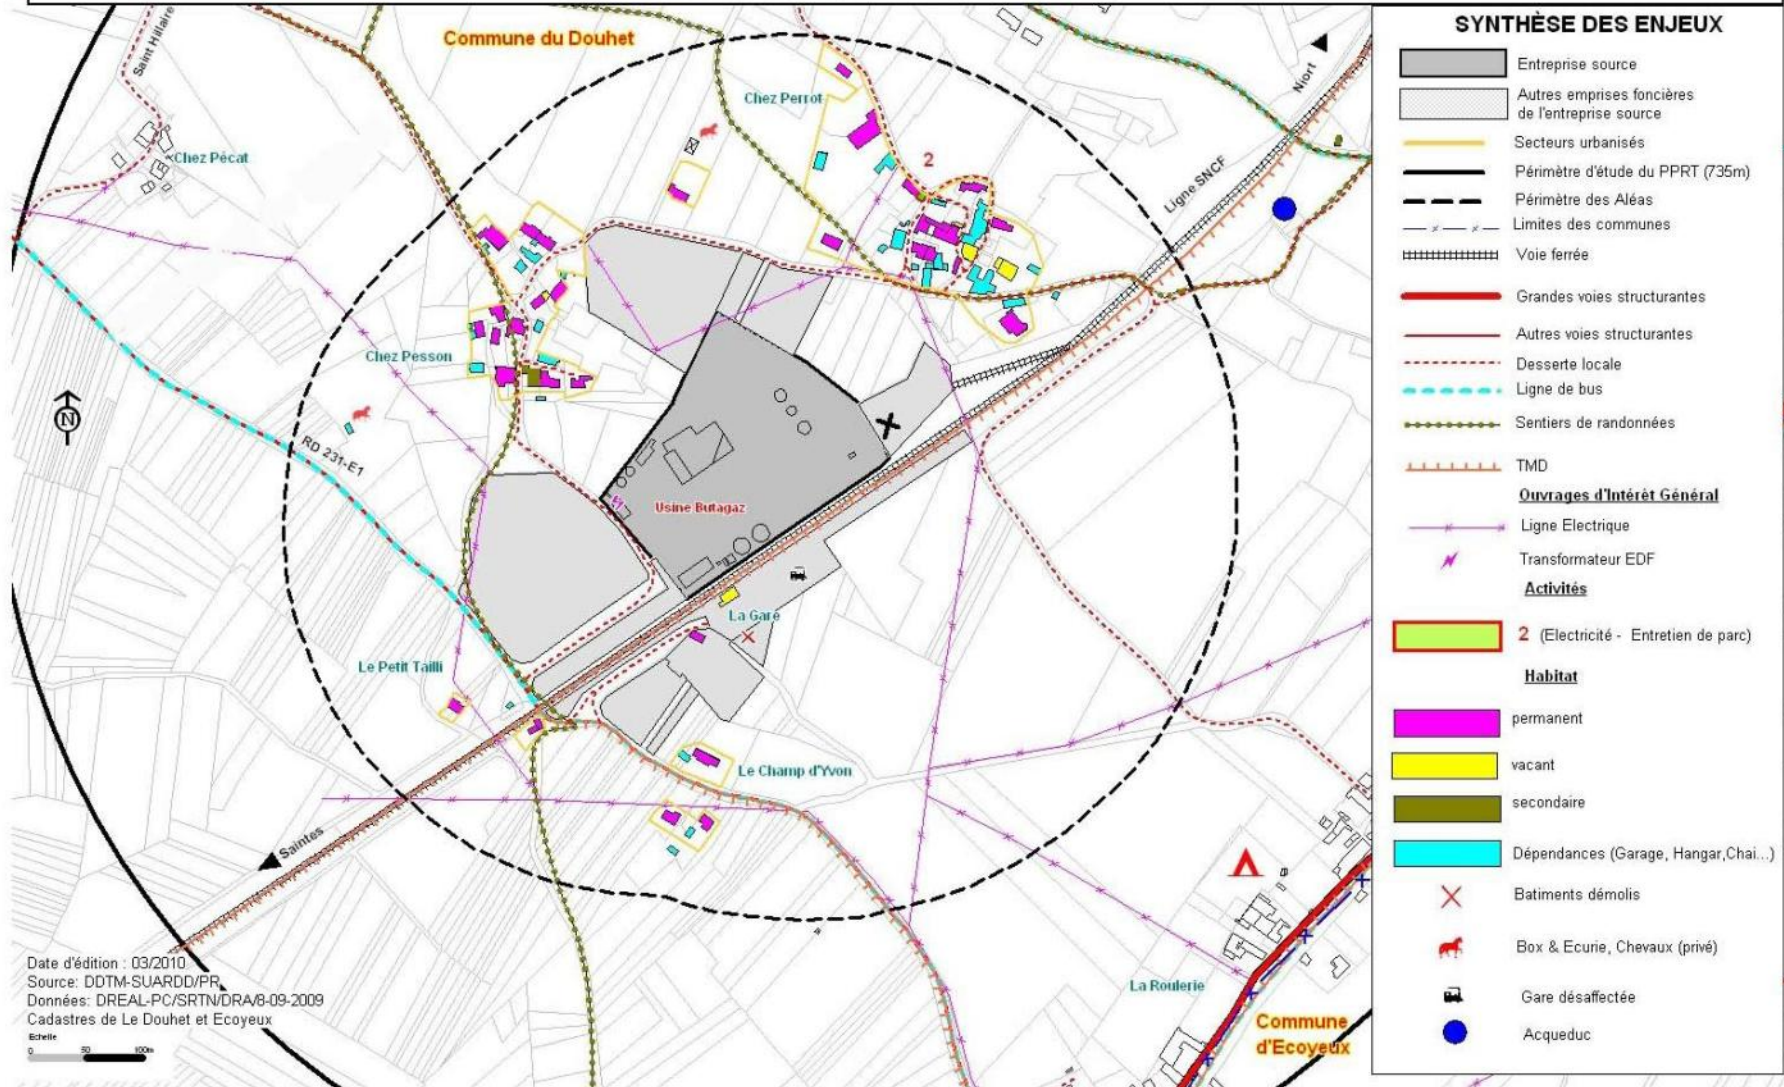 Saint Hillaire
Commune du Douhet
Chez Perrot
Chez Pécat
2
Niort
Ligne SNCF
Chez Pesson
RD 231-E1
N
Usine Butagaz
La Gare
Le Petit Tailli
Le Champ d'Yvon
Saintes
La Roulerie
Commune
d'Ecoyeux
Date d'édition : 03/2010
Source: DDTM-SUARDD/PR
Données: DREAL-PC/SRTN/DRA/8-09-2009
Cadastres de Le Douhet et Ecoyeux
Echelle
0 50 100m
SYNTHÈSE DES ENJEUX
Entreprise source
Autres emprises foncières
de l'entreprise source
Secteurs urbanisés
Périmètre d'étude du PPRT (735m)
Périmètre des Aléas
Limites des communes
Voie ferrée
Grandes voies structurantes
Autres voies structurantes
Desserte locale
Ligne de bus
Sentiers de randonnées
TMD
Ouvrages d'Intérêt Général
Ligne Electrique
Transformateur EDF
Activités
2 (Electricité - Entretien de parc)
Habitat
permanent
vacant
secondaire
Dépendances (Garage, Hangar,Chai...)
Batiments démolis
Box & Ecurie, Chevaux (privé)
Gare désaffectée
Acqueduc